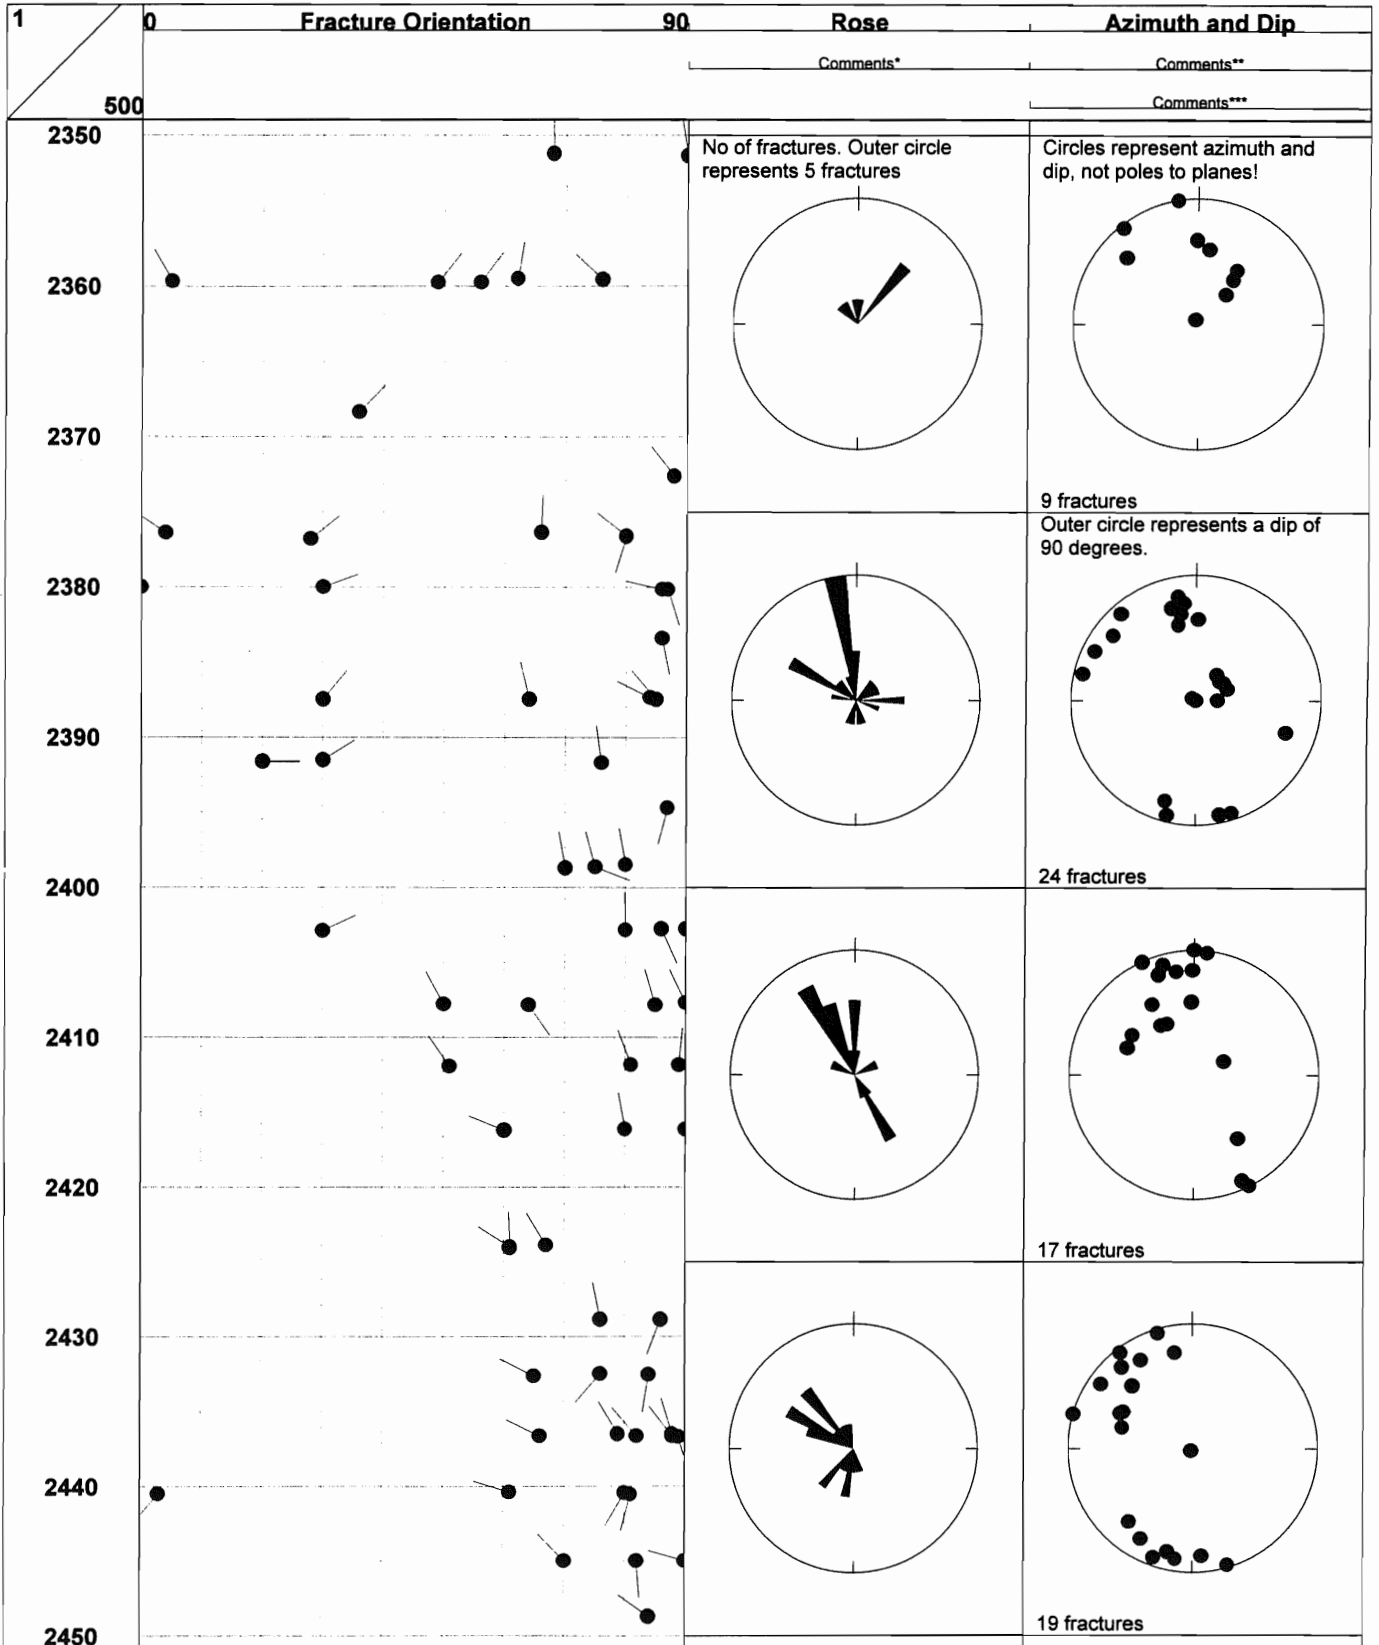 1
0 Fracture Orientation 90 Rose Azimuth and Dip
Comments* Comments**
500 Comments***
2350
No of fractures. Outer circle
represents 5 fractures
Circles represent azimuth and
dip, not poles to planes!
2360
2370
9 fractures
Outer circle represents a dip of
90 degrees.
2380
2390
24 fractures
2400
2410
2420
17 fractures
2430
2440
19 fractures
2450